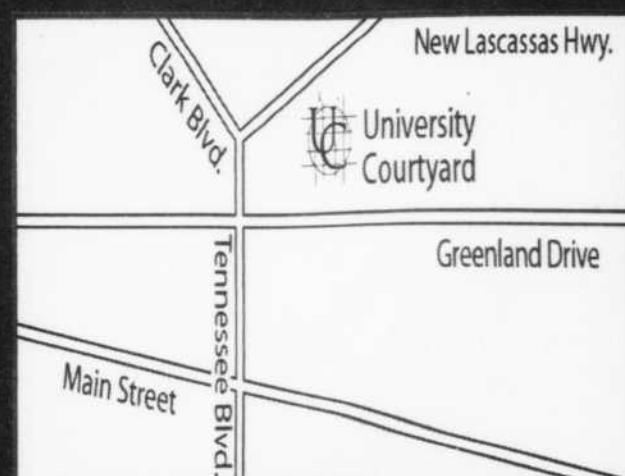 New Lascassas Hwy.
Clark Blvd.
UC University
Courtyard
Greenland Drive
Tennessee Blvd.
Main Street